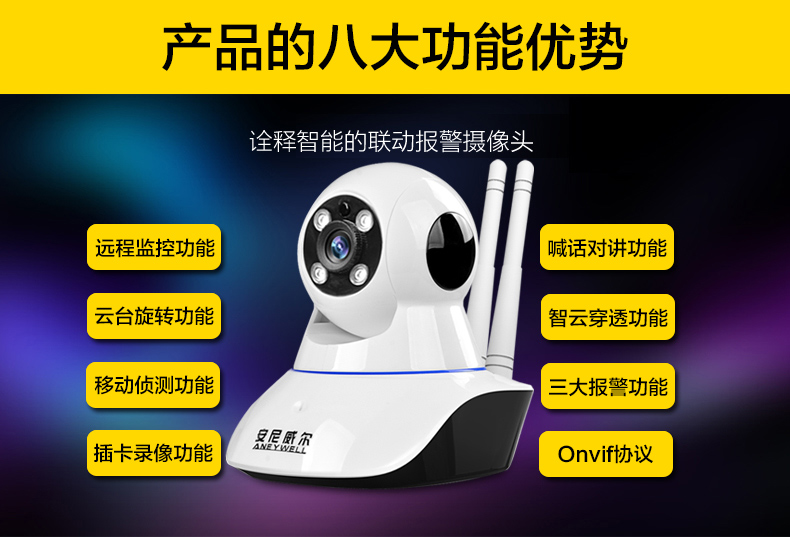 产品的八大功能优势
诠释智能的联动报警摄像头
远程监控功能
云台旋转功能
移动侦测功能
插卡录像功能
喊话对讲功能
智云穿透功能
三大报警功能
Onvif协议
安尼威尔
ANEYWELL